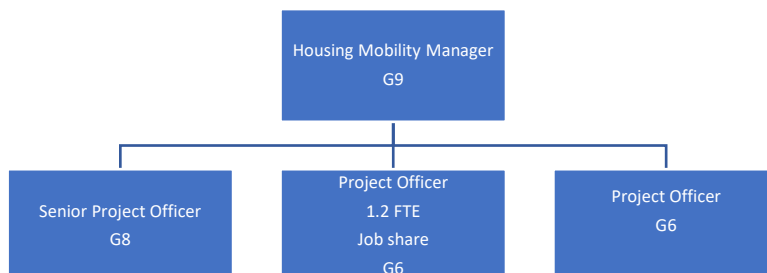 Housing Mobility Manager
G9
Senior Project Officer
G8
Project Officer
1.2 FTE
Job share
G6
Project Officer
G6